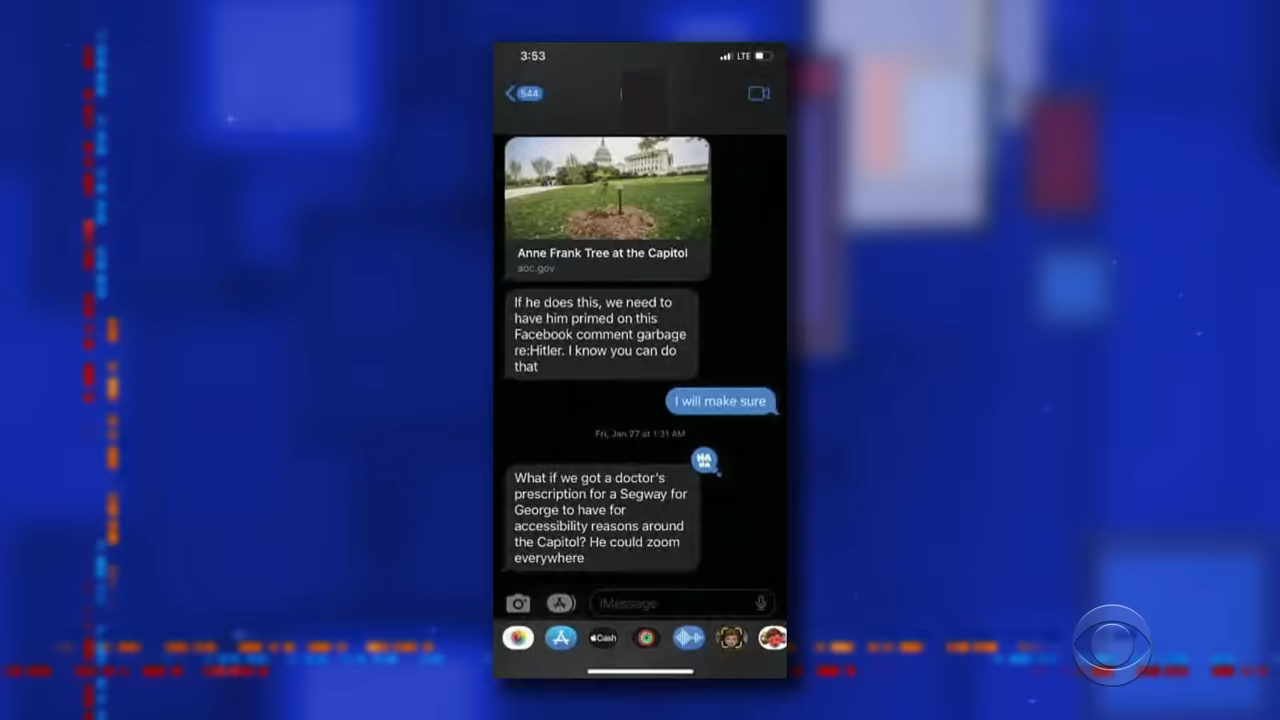 3:53
LTE
544
Anne Frank Tree at the Capitol
aoc.gov
If he does this, we need to
have him primed on this
Facebook comment garbage
re:Hitler. I know you can do
that
I will make sure
Fri, Jan 27 at 1:31 AM
HA
HA
What if we got a doctor's
prescription for a Segway for
George to have for
accessibility reasons around
the Capitol? He could zoom
everywhere
iMessage
Cash